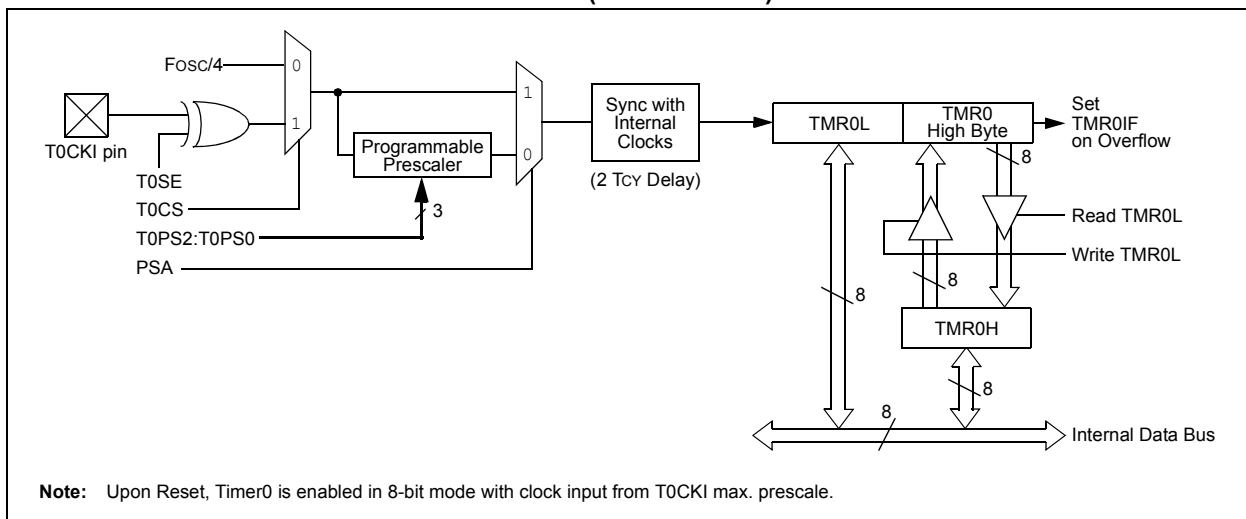 Fosc/4
0
1
T0CKI pin
T0SE
T0CS
T0PS2:T0PS0
PSA
Programmable
Prescaler
3
1
0
Sync with
Internal
Clocks
(2 TCY Delay)
TMR0L
TMR0
High Byte
Set
TMR0IF
on Overflow
8
Read TMR0L
Write TMR0L
8
8
TMR0H
8
8
Internal Data Bus
Note: Upon Reset, Timer0 is enabled in 8-bit mode with clock input from T0CKI max. prescale.